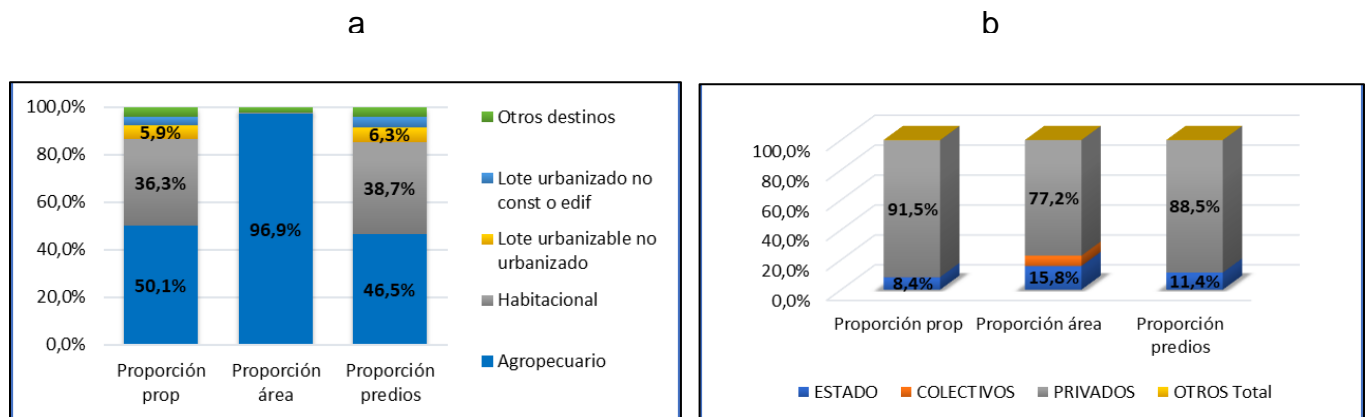 a
100,0%
80,0%
60,0%
40,0%
20,0%
0,0%
5,9%
36,3%
50,1%
96,9%
6,3%
38,7%
46,5%
Proporción
prop
Proporción
área
Proporción
predios
Otros destinos
Lote urbanizado no
const o edif
Lote urbanizable no
urbanizado
Habitacional
Agropecuario
b
100,0%
80,0%
60,0%
40,0%
20,0%
0,0%
91,5%
8,4%
77,2%
15,8%
88,5%
11,4%
Proporción prop
Proporción área
Proporción
predios
ESTADO
COLECTIVOS
PRIVADOS
OTROS Total